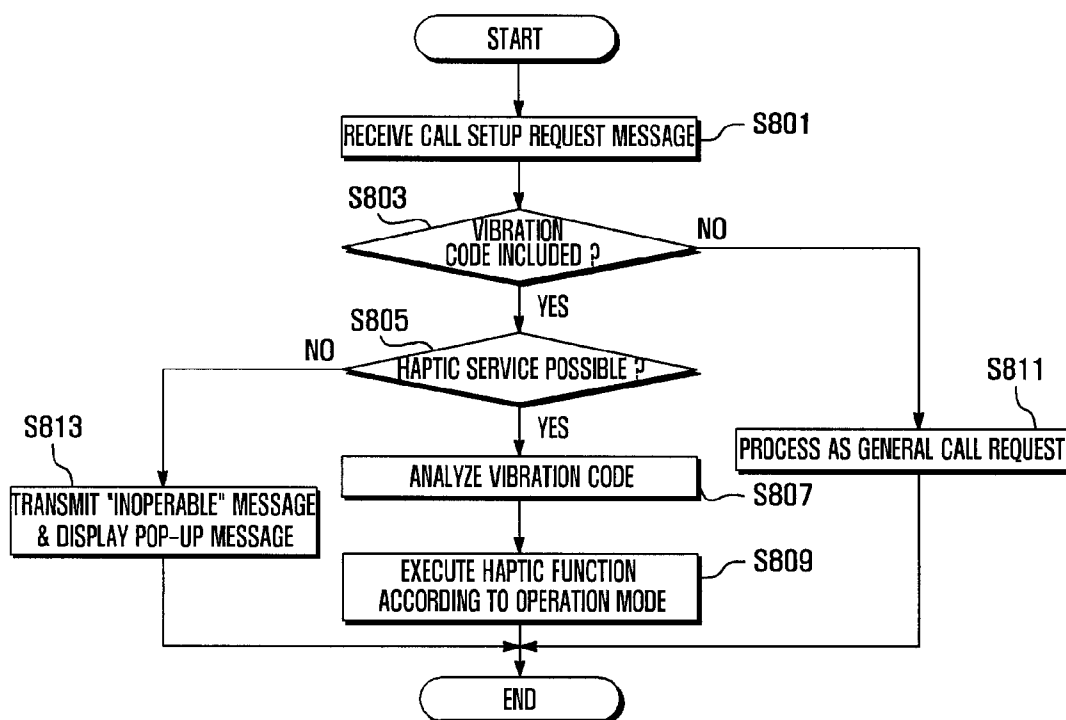 START
RECEIVE CALL SETUP REQUEST MESSAGE
S801
S803
VIBRATION
CODE INCLUDED ?
NO
YES
S805
NO
HAPTIC SERVICE POSSIBLE ?
S811
YES
PROCESS AS GENERAL CALL REQUEST
S813
TRANSMIT "INOPERABLE" MESSAGE
& DISPLAY POP-UP MESSAGE
ANALYZE VIBRATION CODE
S807
EXECUTE HAPTIC FUNCTION
ACCORDING TO OPERATION MODE
S809
END